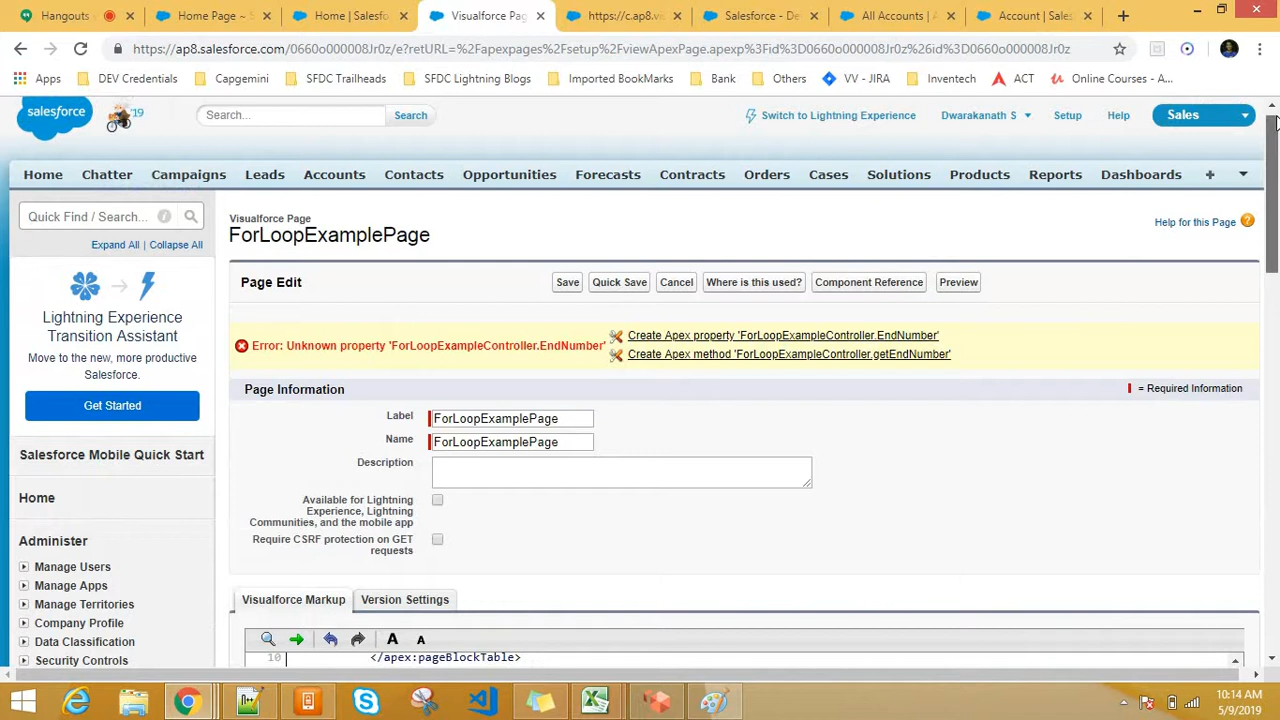 Hangouts
Home Page ~ S
Home | Salesfo
Visualforce Pag
https://c.ap8.vi
Salesforce - De
All Accounts | A
Account | Sales
https://ap8.salesforce.com/0660o000008Jr0z/e?retURL=%2Fapexpages%2Fsetup%2FviewApexPage.apexp%3Fid%3D0660o000008Jr0z%26id%3D0660o000008Jr0z
Apps
DEV Credentials
Capgemini
SFDC Trailheads
SFDC Lightning Blogs
Imported BookMarks
Bank
Others
VV - JIRA
Inventech
ACT
Online Courses - A...
salesforce
'19
Search...
Search
Switch to Lightning Experience
Dwarakanath S
Setup
Help
Sales
Home
Chatter
Campaigns
Leads
Accounts
Contacts
Opportunities
Forecasts
Contracts
Orders
Cases
Solutions
Products
Reports
Dashboards
Quick Find / Search...
Expand All | Collapse All
Lightning Experience
Transition Assistant
Move to the new, more productive
Salesforce.
Get Started
Salesforce Mobile Quick Start
Home
Administer
Manage Users
Manage Apps
Manage Territories
Company Profile
Data Classification
Security Controls
Visualforce Page
ForLoopExamplePage
Help for this Page
Page Edit
Save
Quick Save
Cancel
Where is this used?
Component Reference
Preview
Error: Unknown property 'ForLoopExampleController.EndNumber'
Create Apex property 'ForLoopExampleController.EndNumber'
Create Apex method 'ForLoopExampleController.getEndNumber'
Page Information
= Required Information
Label
ForLoopExamplePage
Name
ForLoopExamplePage
Description
Available for Lightning
Experience, Lightning
Communities, and the mobile app
Require CSRF protection on GET
requests
Visualforce Markup
Version Settings
A
A
10
</apex:pageBlockTable>
10:14 AM
5/9/2019